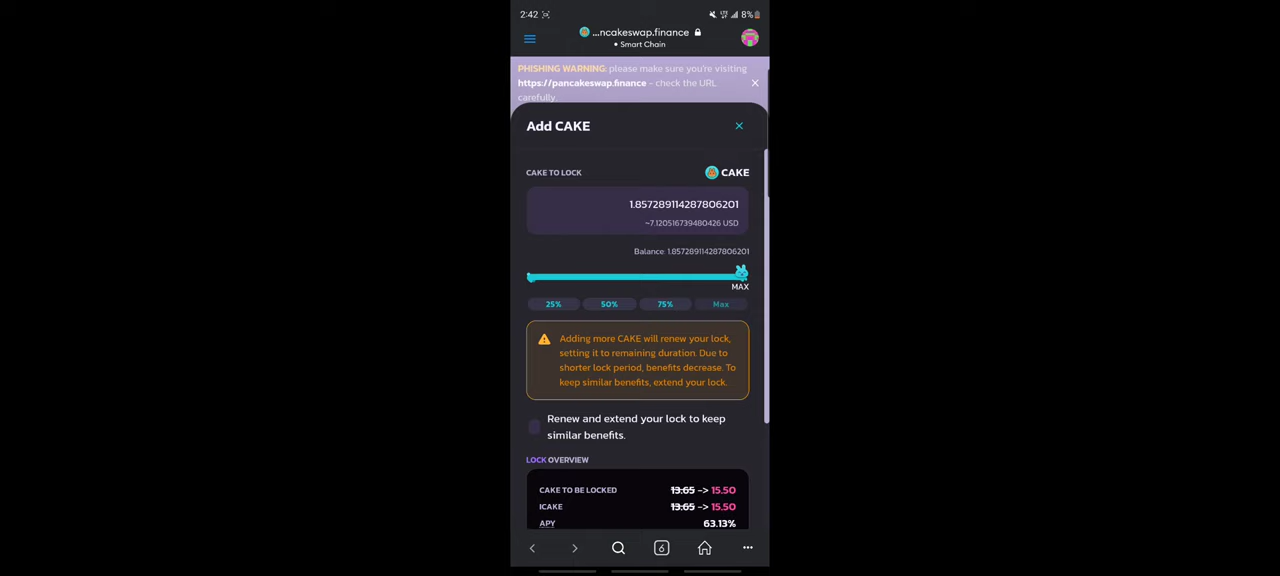 2:42 8%
...ncakeswap.finance
• Smart Chain
PHISHING WARNING: please make sure you're visiting
https://pancakeswap.finance - check the URL
carefully.
Add CAKE
CAKE TO LOCK CAKE
1.857289114287806201
~7.120516739480426 USD
Balance: 1.857289114287806201
MAX
25% 50% 75% Max
Adding more CAKE will renew your lock,
setting it to remaining duration. Due to
shorter lock period, benefits decrease. To
keep similar benefits, extend your lock.
Renew and extend your lock to keep
similar benefits.
LOCK OVERVIEW
CAKE TO BE LOCKED 13.65 -> 15.50
ICAKE 13.65 -> 15.50
APY 63.13%
6